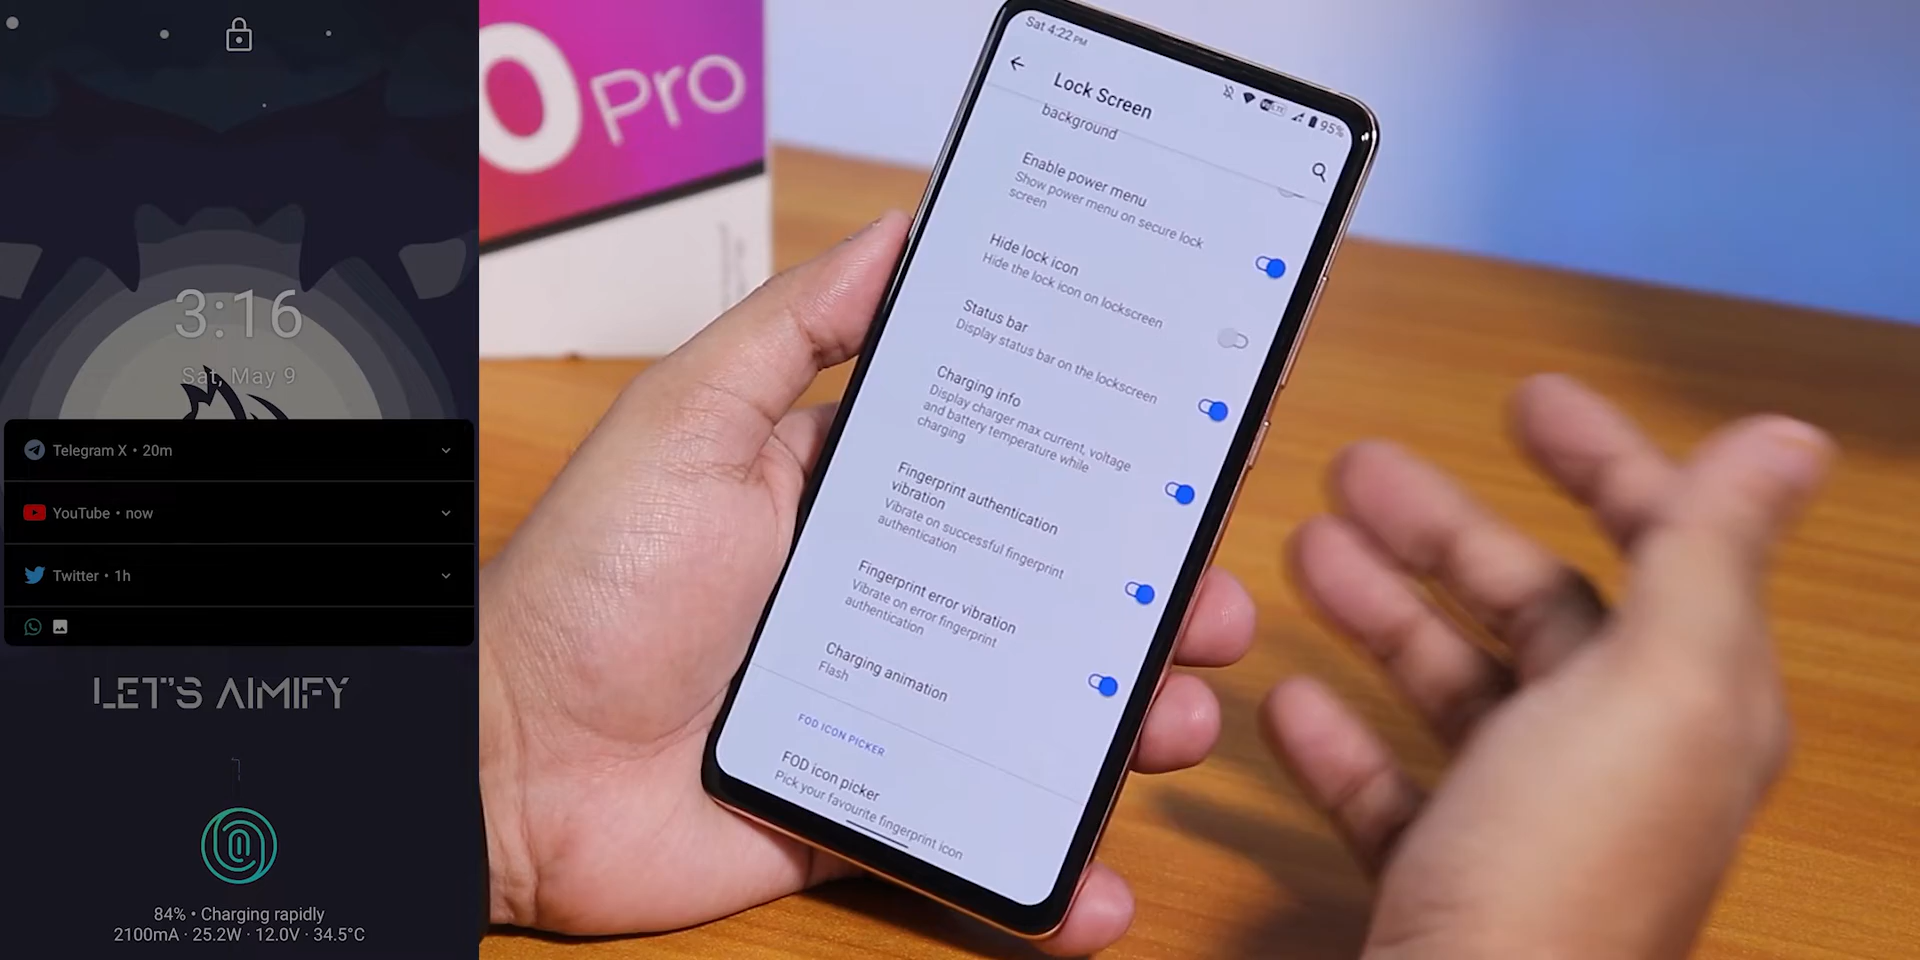 3:16
Sat, May 9
Telegram X • 20m
YouTube • now
Twitter • 1h
LET'S AIMIFY
84% • Charging rapidly
2100mA · 25.2W · 12.0V · 34.5°C
0 Pro
Sat 4:22 PM
95%
Lock Screen
background
Enable power menu
Show power menu on secure lock
screen
Hide lock icon
Hide the lock icon on lockscreen
Status bar
Display status bar on the lockscreen
Charging info
Display charger max current, voltage
and battery temperature while
charging
Fingerprint authentication
vibration
Vibrate on successful fingerprint
authentication
Fingerprint error vibration
Vibrate on error fingerprint
authentication
Charging animation
Flash
FOD ICON PICKER
FOD icon picker
Pick your favourite fingerprint icon